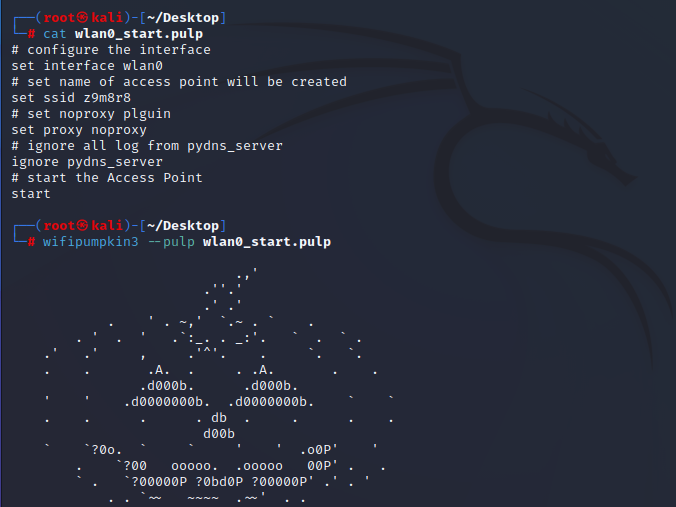 ┌──(root㉿kali)-[~/Desktop]
└─# cat wlan0_start.pulp
# configure the interface
set interface wlan0
# set name of access point will be created
set ssid z9m8r8
# set noproxy plguin
set proxy noproxy
# ignore all log from pydns_server
ignore pydns_server
# start the Access Point
start
┌──(root㉿kali)-[~/Desktop]
└─# wifipumpkin3 --pulp wlan0_start.pulp
                            .,'
                        .''.'
                        .' .'
            .    ' . ~,'  `.~ . `    .
        . '  .  '   .`:_. . _:'.   `  .  ` .
    .'   .'     ,     .'^'.    .     `.   `.
    .    .       .A.  .     . .A.       .    .
                .d000b.      .d000b.
    '    '    .d0000000b.  .d0000000b.    `    `
    .    .      .      . db  .     .      .    .
                        d00b
    `    `?0o.  `     `     '    '  .o0P'    '
        .    `?00   ooooo.  .ooooo   00P' .   .
        ` .   `?00000P ?0bd0P ?00000P' .' . '
            . . `~~   ~~~~  .~~'  . .